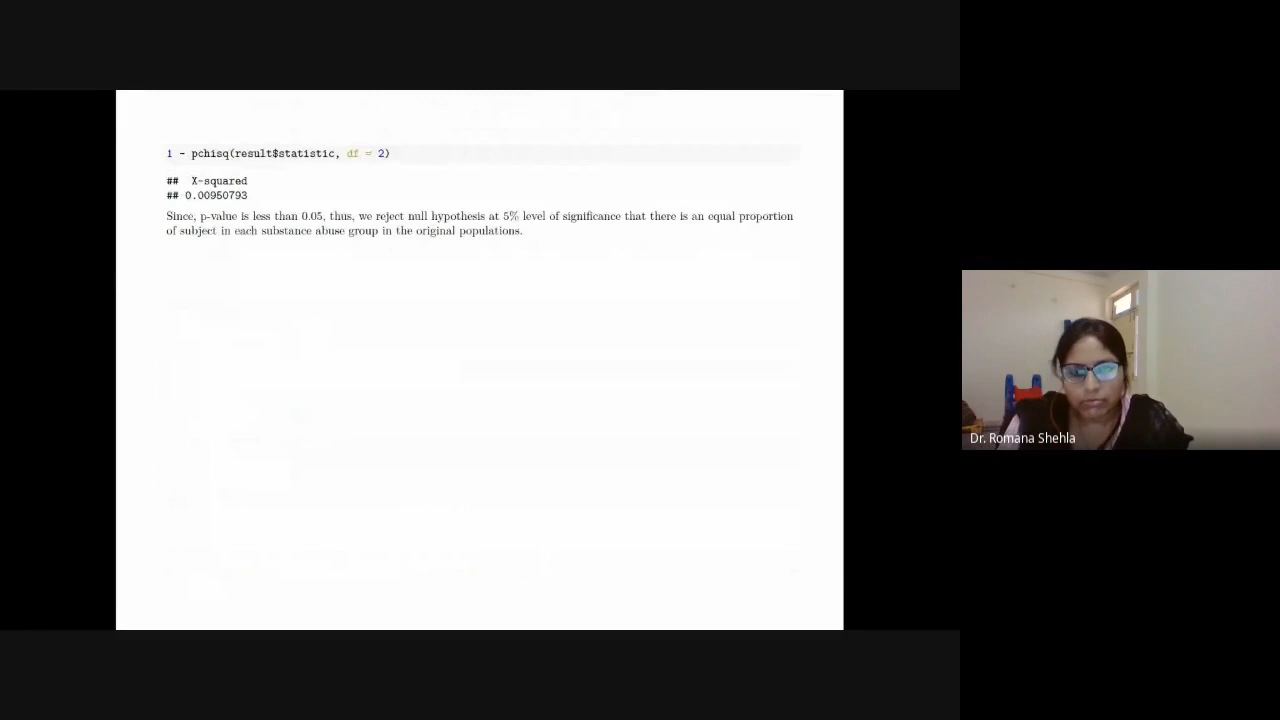 1 - pchisq(result$statistic, df = 2)
## X-squared
## 0.00950793
Since, p-value is less than 0.05, thus, we reject null hypothesis at 5% level of significance that there is an equal proportion
of subject in each substance abuse group in the original populations.
Dr. Romana Shehla